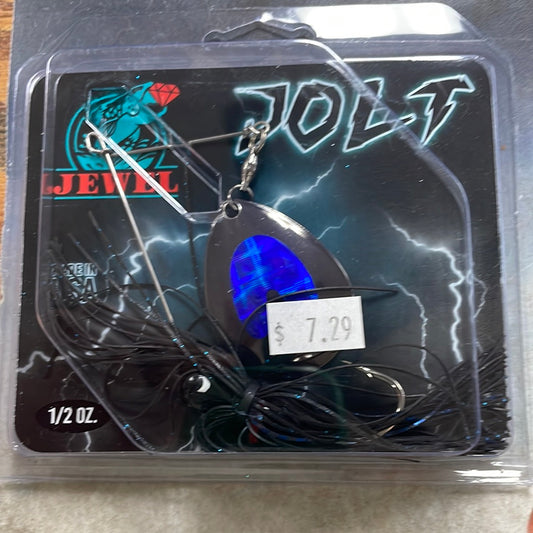 JOLT
JEWEL
MADE IN
USA
$ 7.29
1/2 OZ.